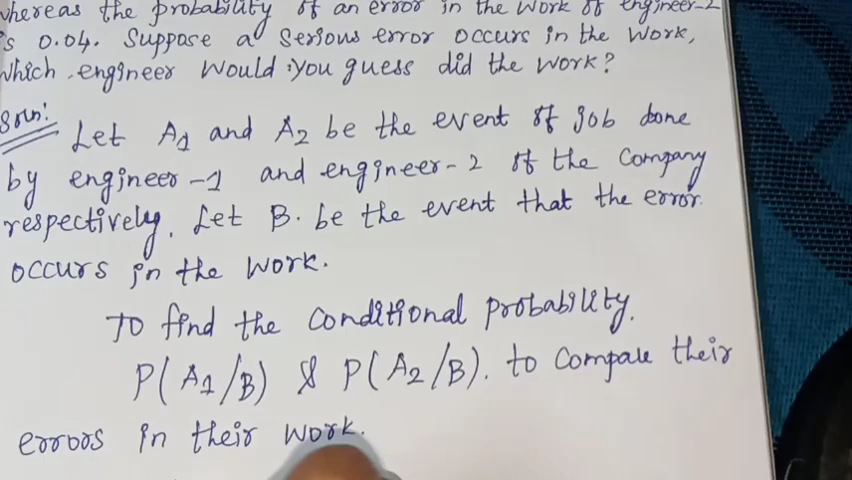 whereas the probability of an error in the work of engineer-2
is 0.04. Suppose a serious error occurs in the work,
which engineer would you guess did the work?
Soln:
Let A1 and A2 be the event of job done
by engineer-1 and engineer-2 of the company
respectively. Let B. be the event that the error.
occurs in the work.
To find the conditional probability.
P(A1/B) & P(A2/B). to compare their
errors in their work.